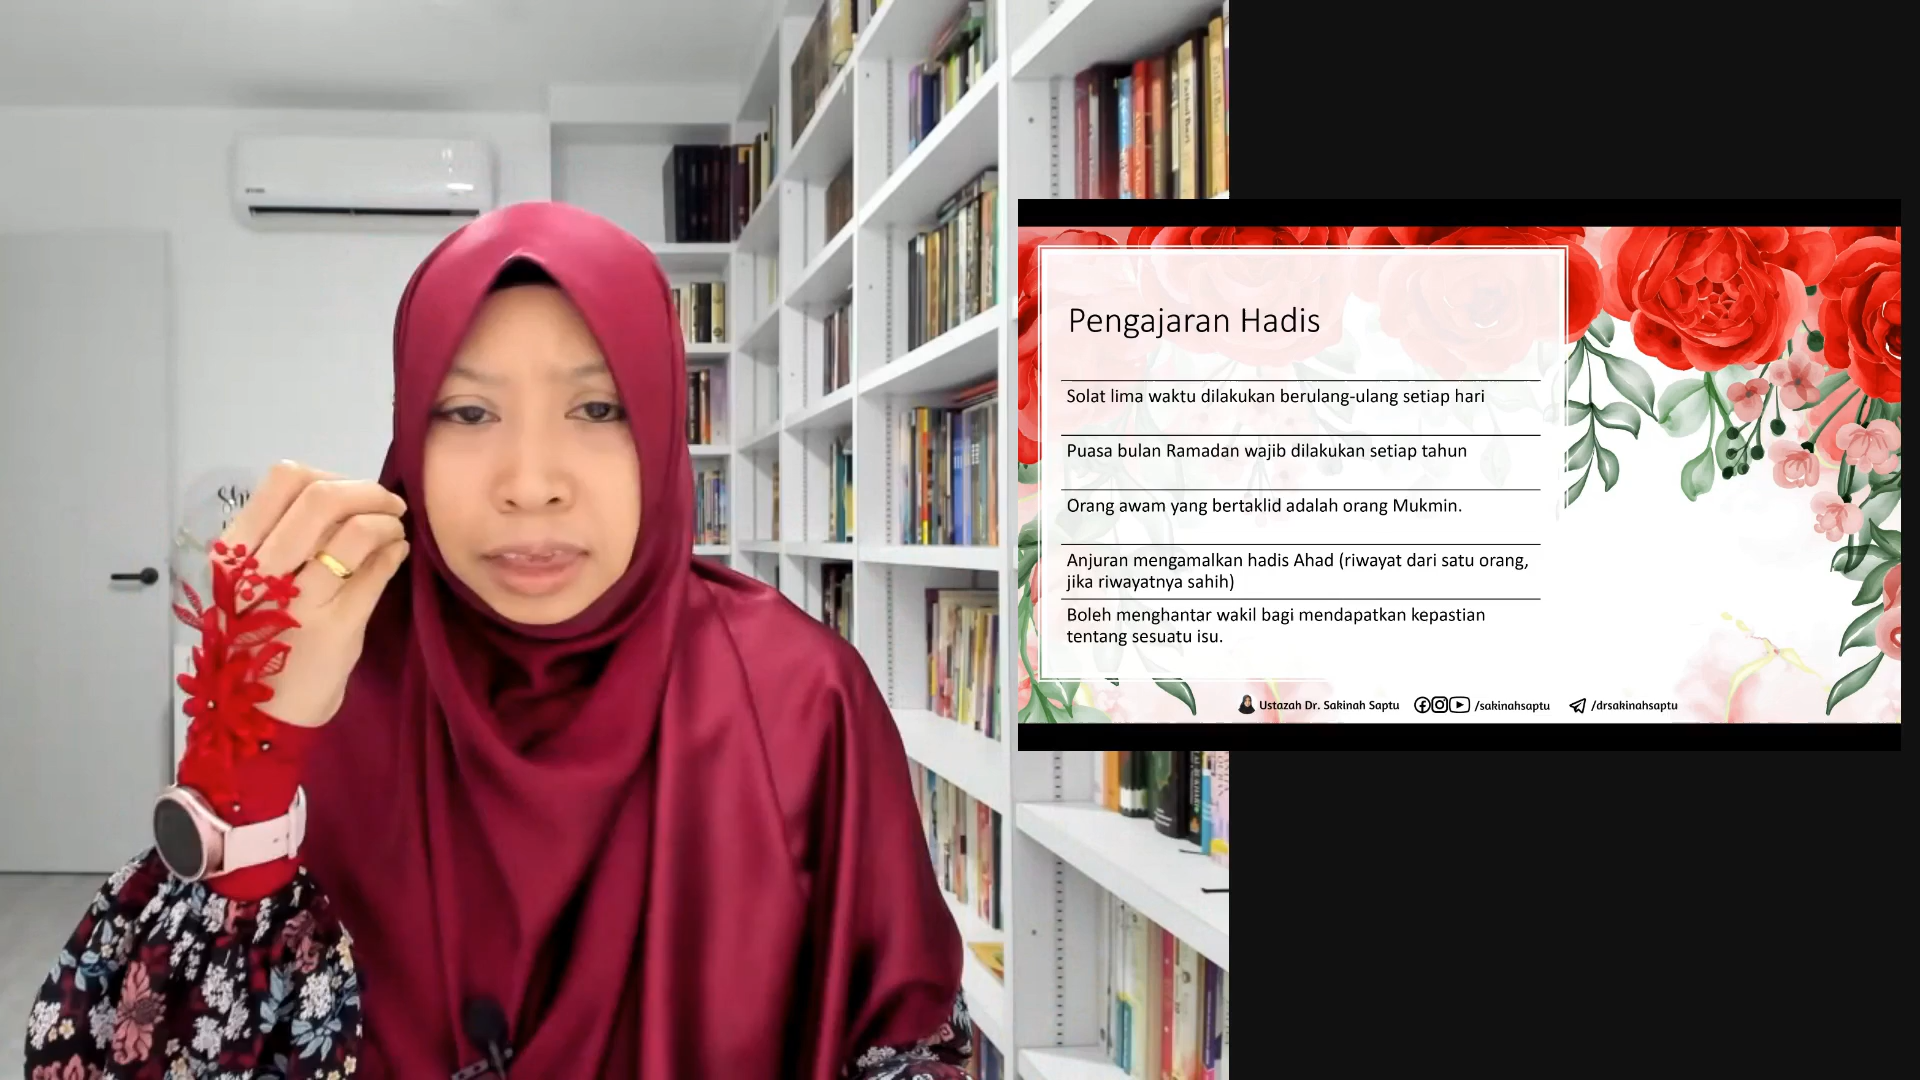 Pengajaran Hadis
Solat lima waktu dilakukan berulang-ulang setiap hari
Puasa bulan Ramadan wajib dilakukan setiap tahun
Orang awam yang bertaklid adalah orang Mukmin.
Anjuran mengamalkan hadis Ahad (riwayat dari satu orang,
jika riwayatnya sahih)
Boleh menghantar wakil bagi mendapatkan kepastian
tentang sesuatu isu.
Ustazah Dr. Sakinah Saptu /sakinahsaptu /drsakinahsaptu